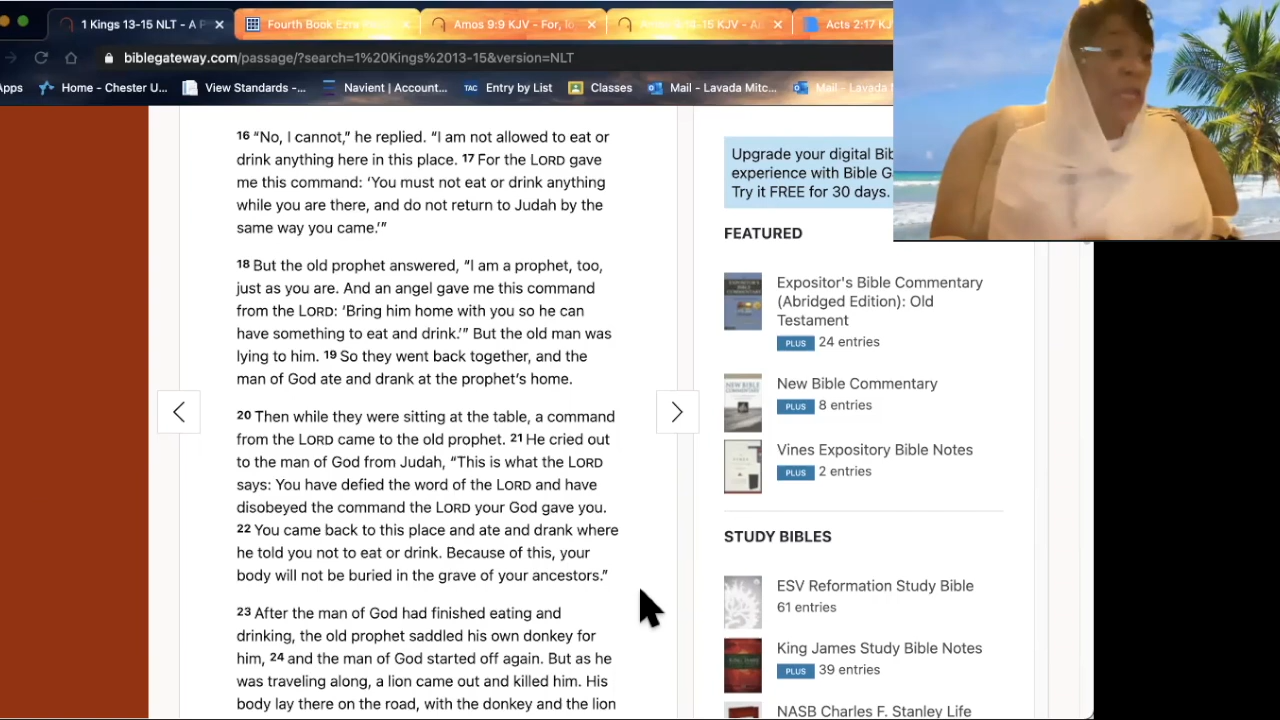 1 Kings 13-15 NLT - A P × Fourth Book Ezra × Amos 9:9 KJV - For, lo × KJV - A × Acts 2:17 KJ
biblegateway.com/passage/?search=1%20Kings%2013-15&version=NLT
Apps Home - Chester U... View Standards -... Navient | Account... TAC Entry by List Classes Mail - Lavada Mitc... Mail - Lavada
16 “No, I cannot,” he replied. “I am not allowed to eat or
drink anything here in this place. 17 For the LORD gave
me this command: ‘You must not eat or drink anything
while you are there, and do not return to Judah by the
same way you came.’”
18 But the old prophet answered, “I am a prophet, too,
just as you are. And an angel gave me this command
from the LORD: ‘Bring him home with you so he can
have something to eat and drink.’” But the old man was
lying to him. 19 So they went back together, and the
man of God ate and drank at the prophet’s home.
20 Then while they were sitting at the table, a command
from the LORD came to the old prophet. 21 He cried out
to the man of God from Judah, “This is what the LORD
says: You have defied the word of the LORD and have
disobeyed the command the LORD your God gave you.
22 You came back to this place and ate and drank where
he told you not to eat or drink. Because of this, your
body will not be buried in the grave of your ancestors.”
23 After the man of God had finished eating and
drinking, the old prophet saddled his own donkey for
him, 24 and the man of God started off again. But as he
was traveling along, a lion came out and killed him. His
body lay there on the road, with the donkey and the lion
Upgrade your digital Bib
experience with Bible G
Try it FREE for 30 days.
FEATURED
Expositor's Bible Commentary
(Abridged Edition): Old
Testament
PLUS 24 entries
New Bible Commentary
PLUS 8 entries
Vines Expository Bible Notes
PLUS 2 entries
STUDY BIBLES
ESV Reformation Study Bible
61 entries
King James Study Bible Notes
PLUS 39 entries
NASB Charles F. Stanley Life